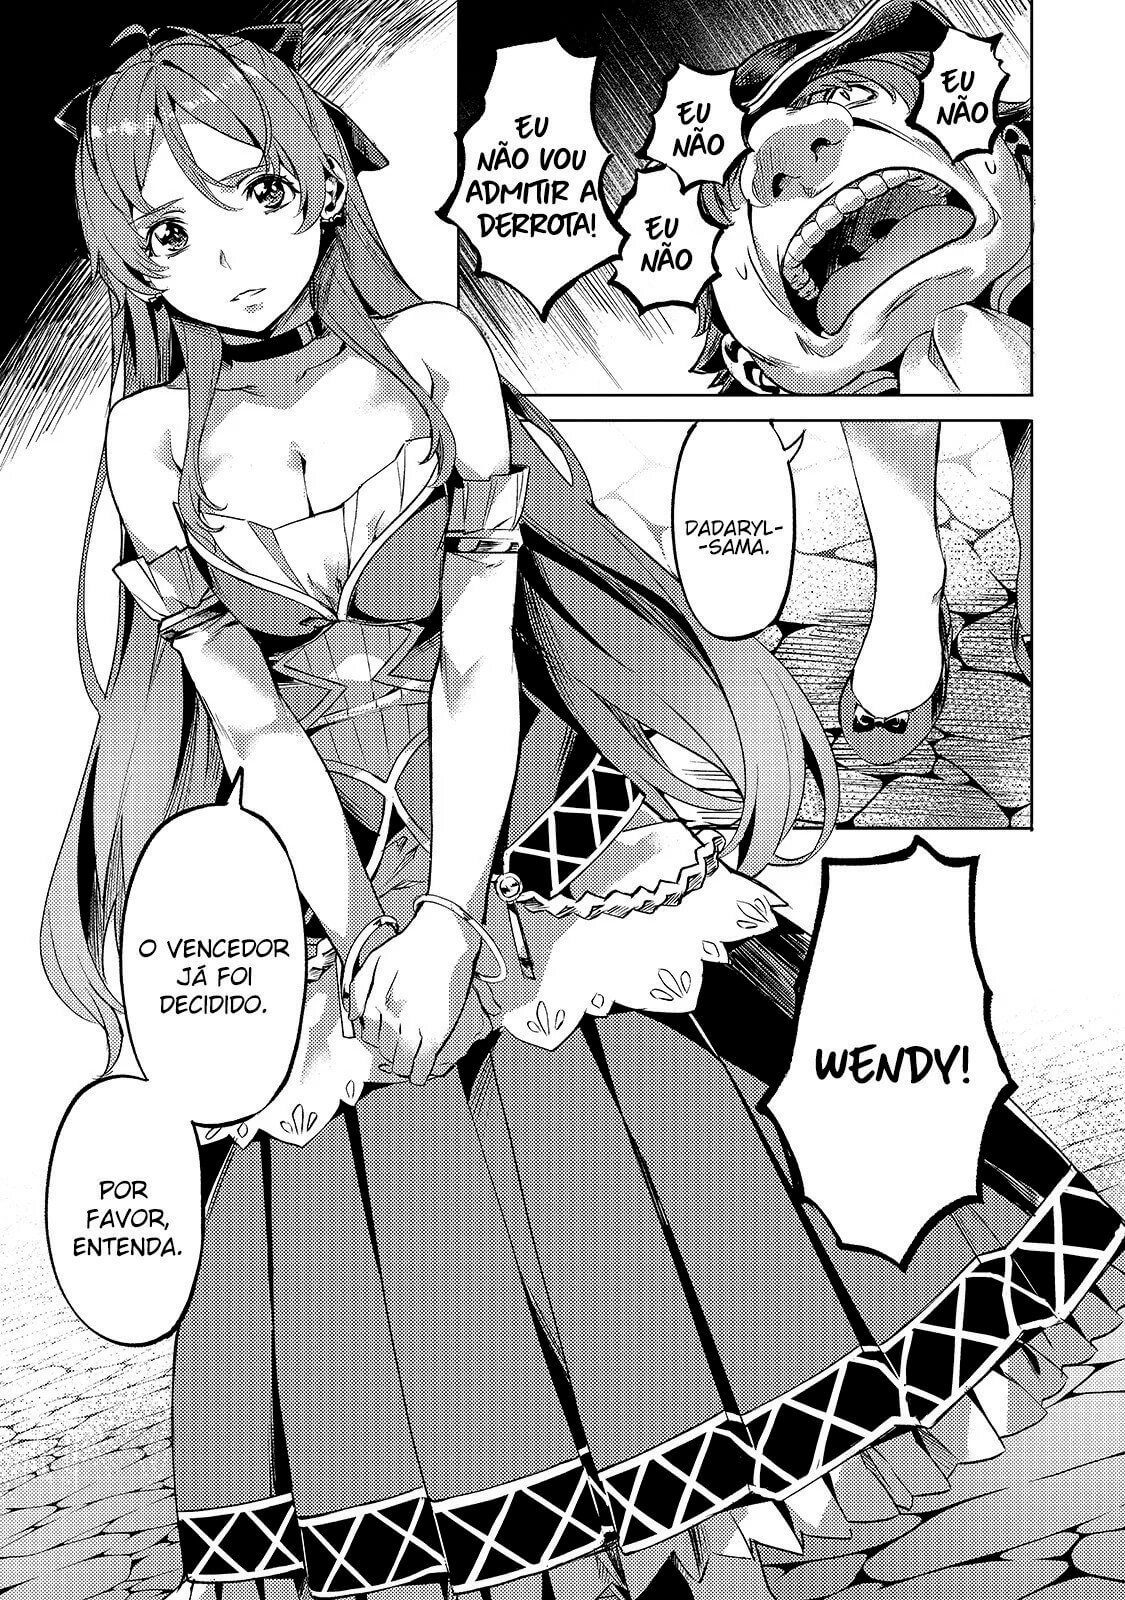 EU
NÃO
EU
NÃO
EU
NÃO
EU
NÃO VOU
ADMITIR A
DERROTA!
DADARYL-
-SAMA.
WENDY!
O VENCEDOR
JÁ FOI
DECIDIDO.
POR
FAVOR,
ENTENDA.